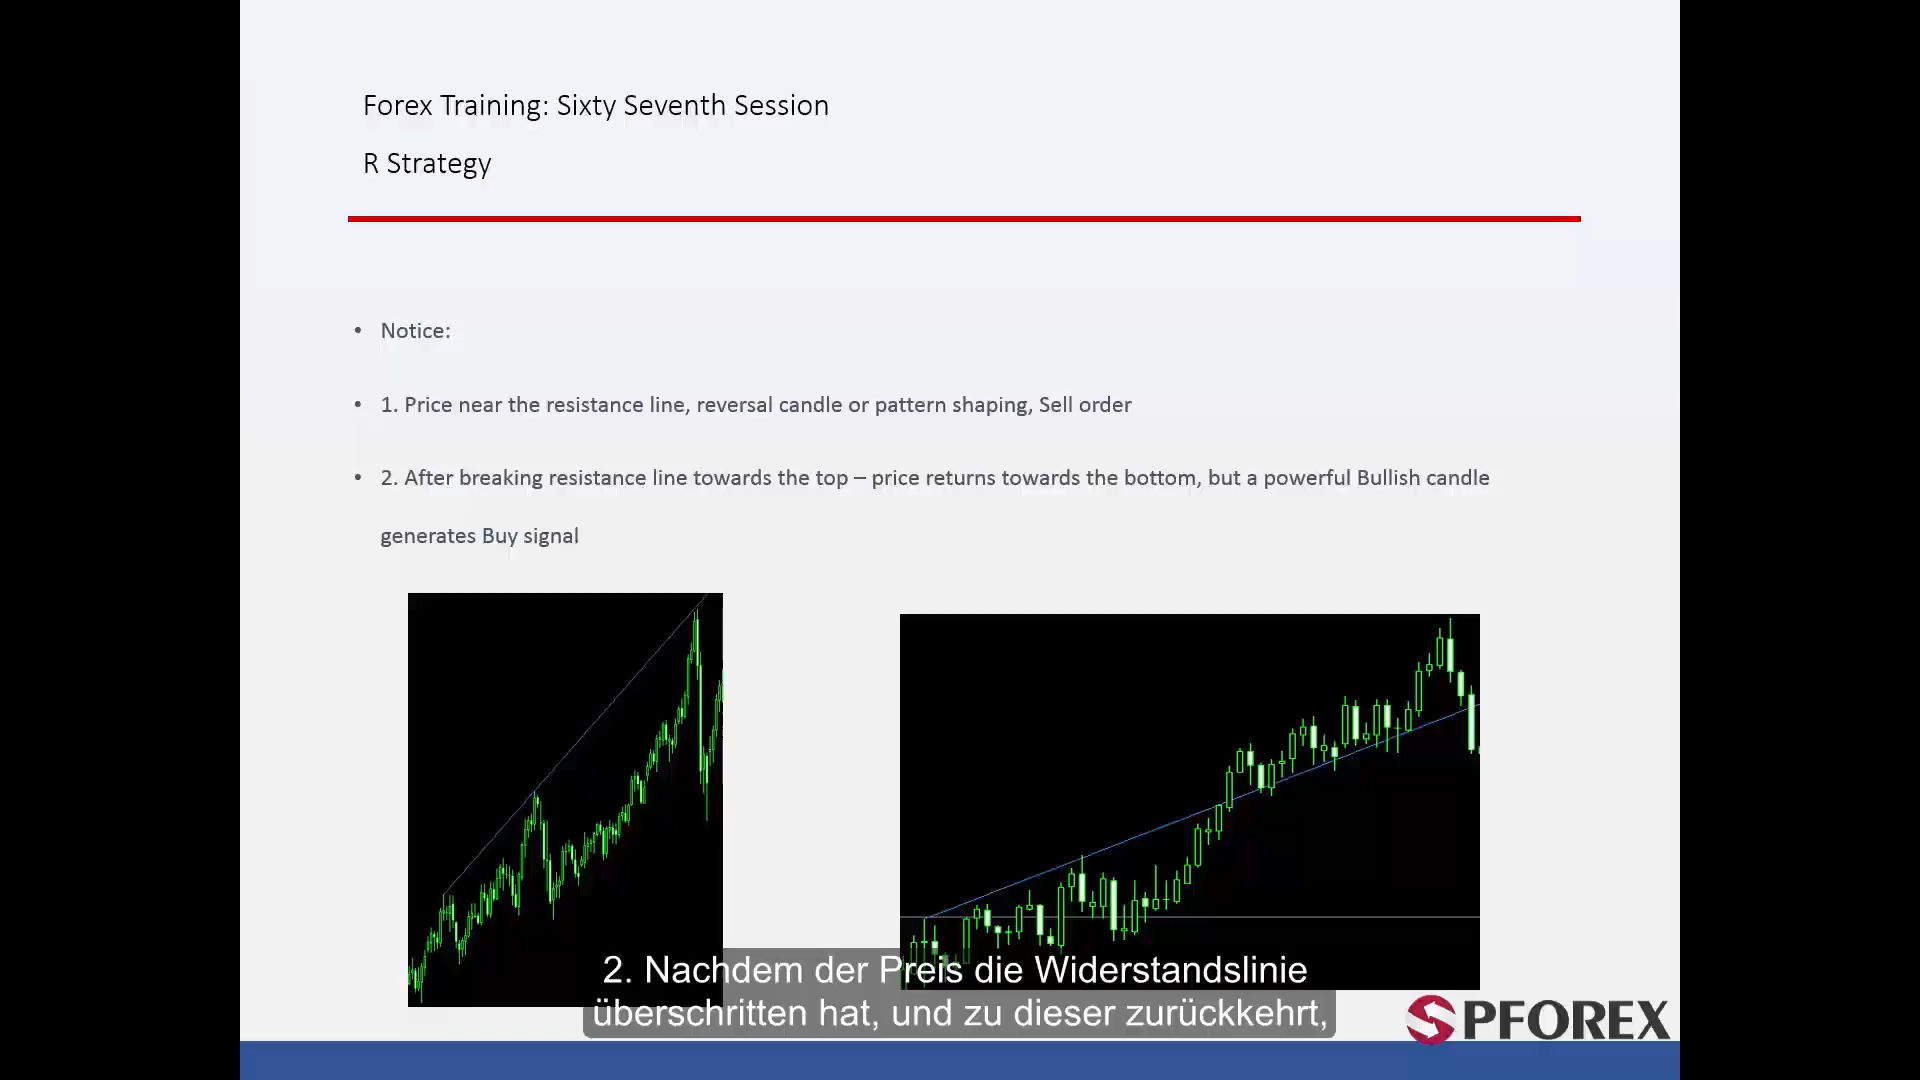 Forex Training: Sixty Seventh Session
R Strategy
• Notice:
• 1. Price near the resistance line, reversal candle or pattern shaping, Sell order
• 2. After breaking resistance line towards the top – price returns towards the bottom, but a powerful Bullish candle
generates Buy signal
2. Nachdem der Preis die Widerstandslinie
überschritten hat, und zu dieser zurückkehrt,
PFOREX